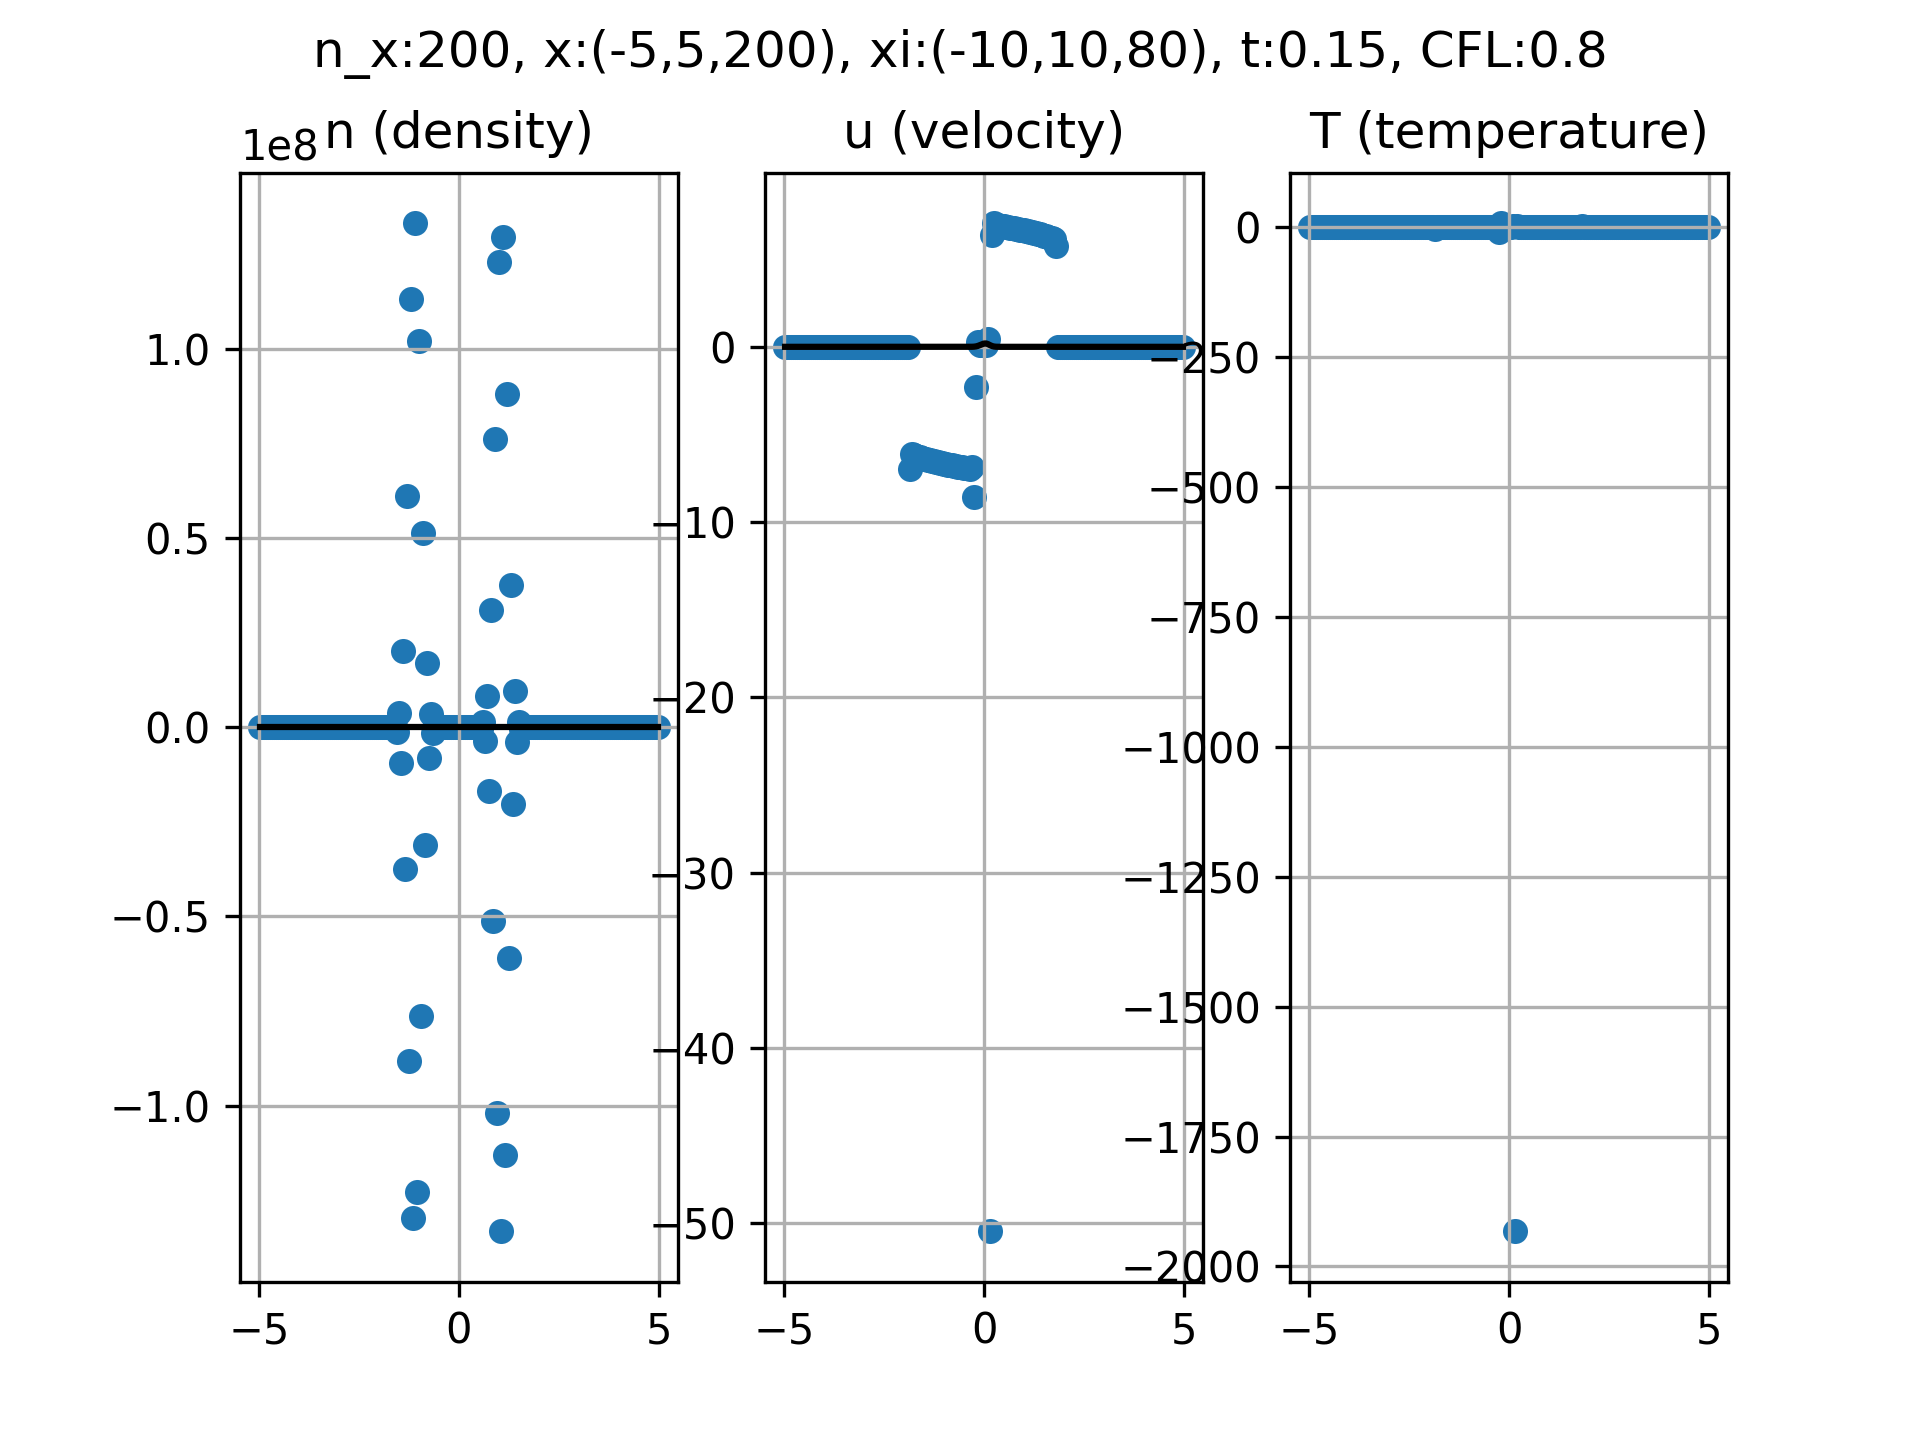 n_x:200, x:(-5,5,200), xi:(-10,10,80), t:0.15, CFL:0.8
1e8 n (density)
1.0
0.5
0.0
−0.5
−1.0
−5 0 5
u (velocity)
0
−10
−20
−30
−40
−50
−5 0 5
T (temperature)
0
−250
−500
−750
−1000
−1250
−1500
−1750
−2000
−5 0 5